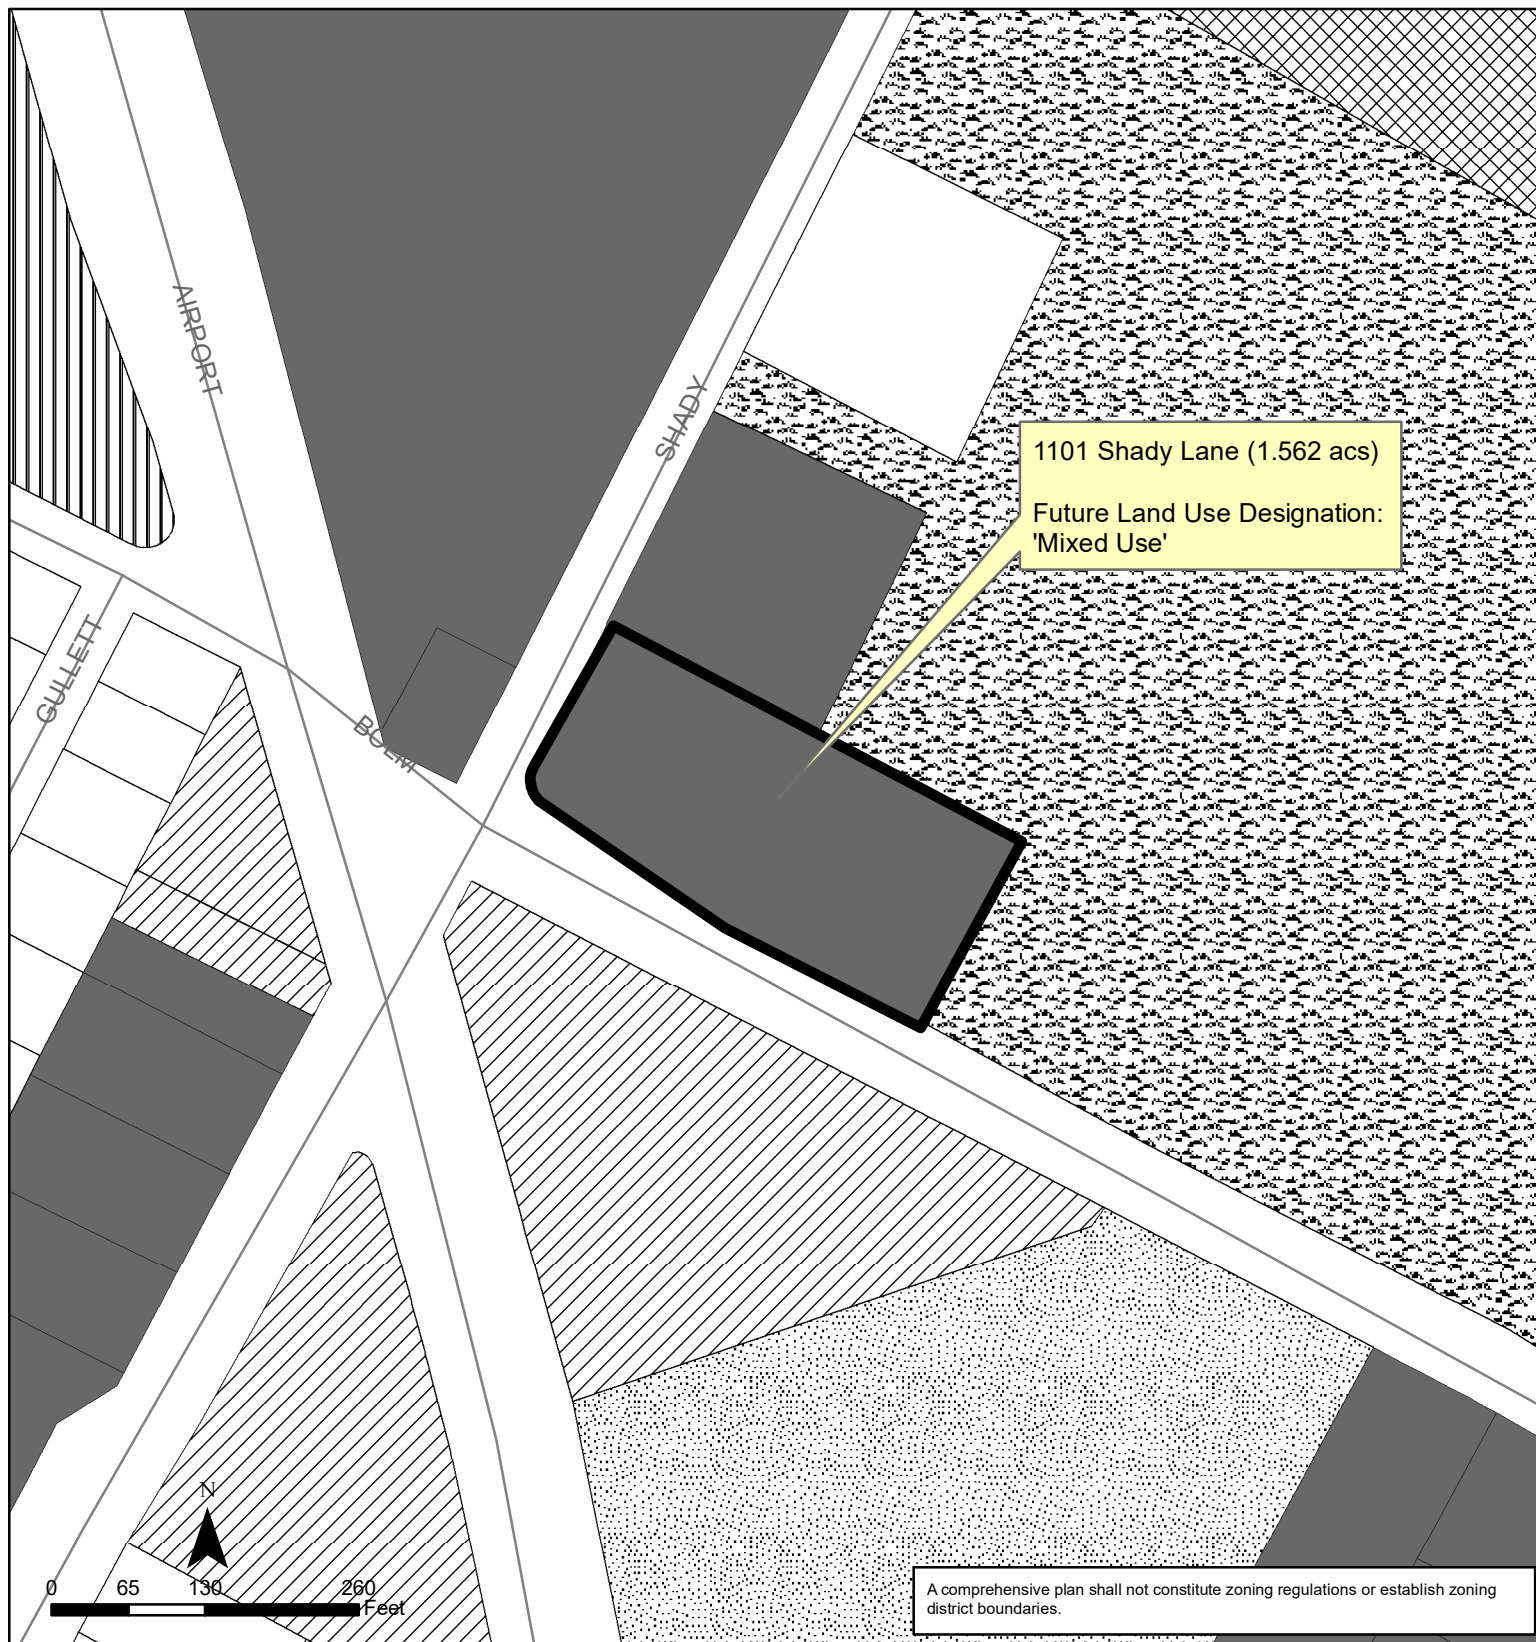 AIRPORT
SHADY
1101 Shady Lane (1.562 acs)
Future Land Use Designation:
'Mixed Use'
GULLETT
BOLM
N
0 65 130 260
Feet
A comprehensive plan shall not constitute zoning regulations or establish zoning
district boundaries.